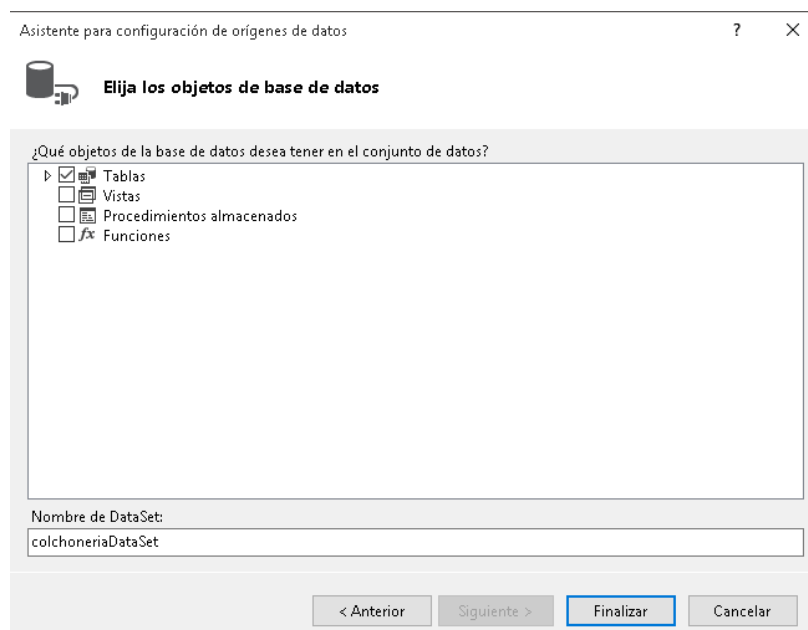 Asistente para configuración de orígenes de datos ? ×
Elija los objetos de base de datos
¿Qué objetos de la base de datos desea tener en el conjunto de datos?
Tablas
Vistas
Procedimientos almacenados
fx Funciones
Nombre de DataSet:
colchoneriaDataSet
< Anterior Siguiente > Finalizar Cancelar